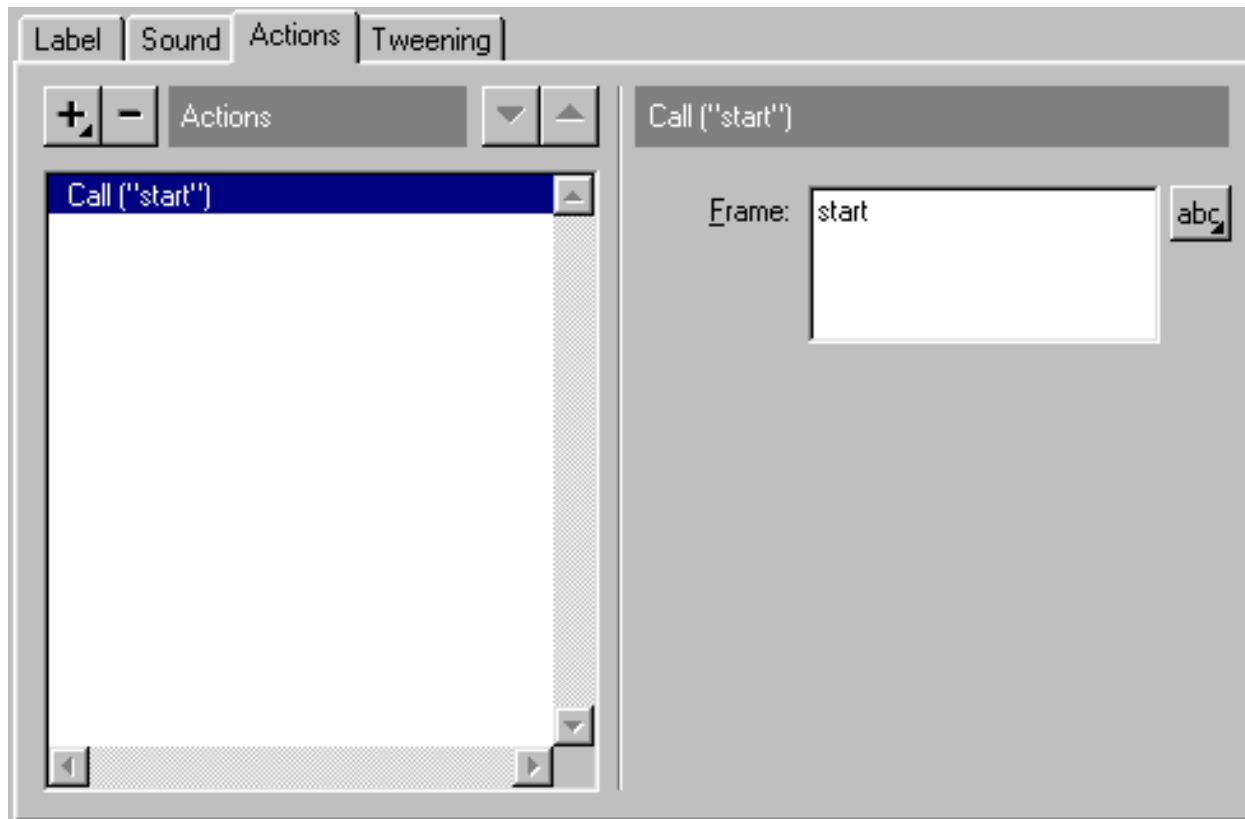 Label Sound Actions Tweening
+ - Actions
Call ("start")
Call ("start")
Frame: start abc